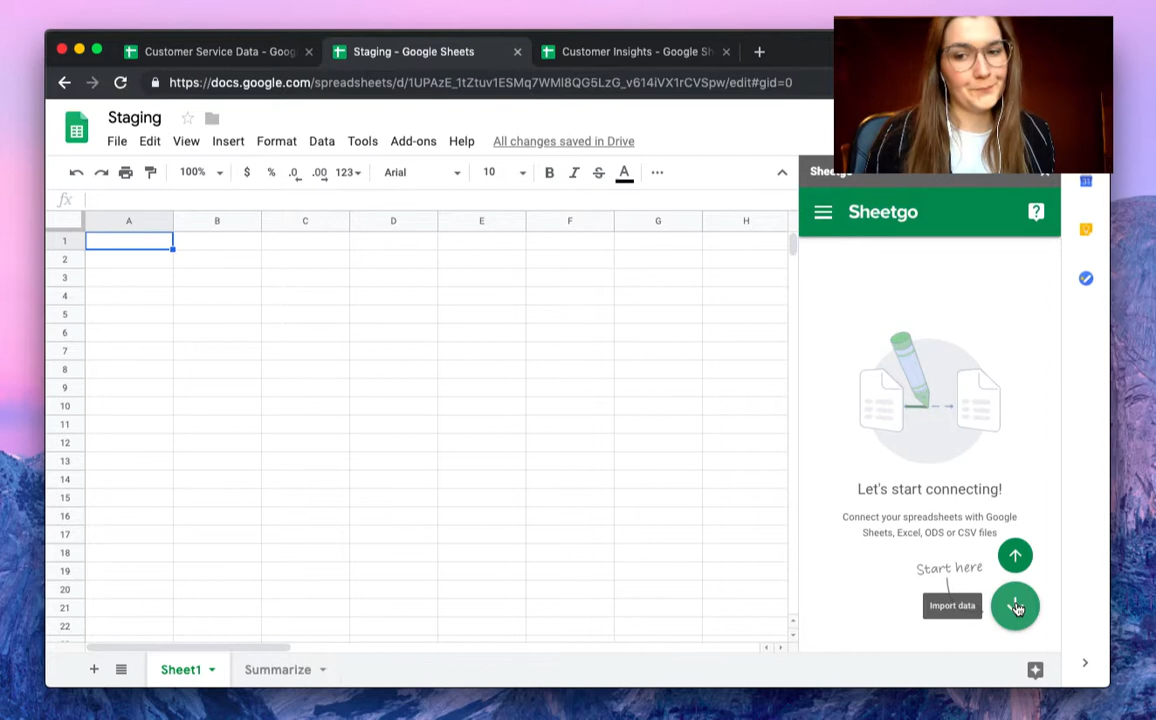 Customer Service Data - Goog
Staging - Google Sheets
Customer Insights - Google Sh
https://docs.google.com/spreadsheets/d/1UPAzE_1tZtuv1ESMq7WMl8QG5LzG_v614iVX1rCVSpw/edit#gid=0
Staging
File Edit View Insert Format Data Tools Add-ons Help All changes saved in Drive
100% $ % .0 .00 123 Arial 10 B I S A
fx
A B C D E F G H
1
2
3
4
5
6
7
8
9
10
11
12
13
14
15
16
17
18
19
20
21
22
Sheet1 Summarize
Sheetgo
31
Let's start connecting!
Connect your spreadsheets with Google
Sheets, Excel, ODS or CSV files
Start here
Import data